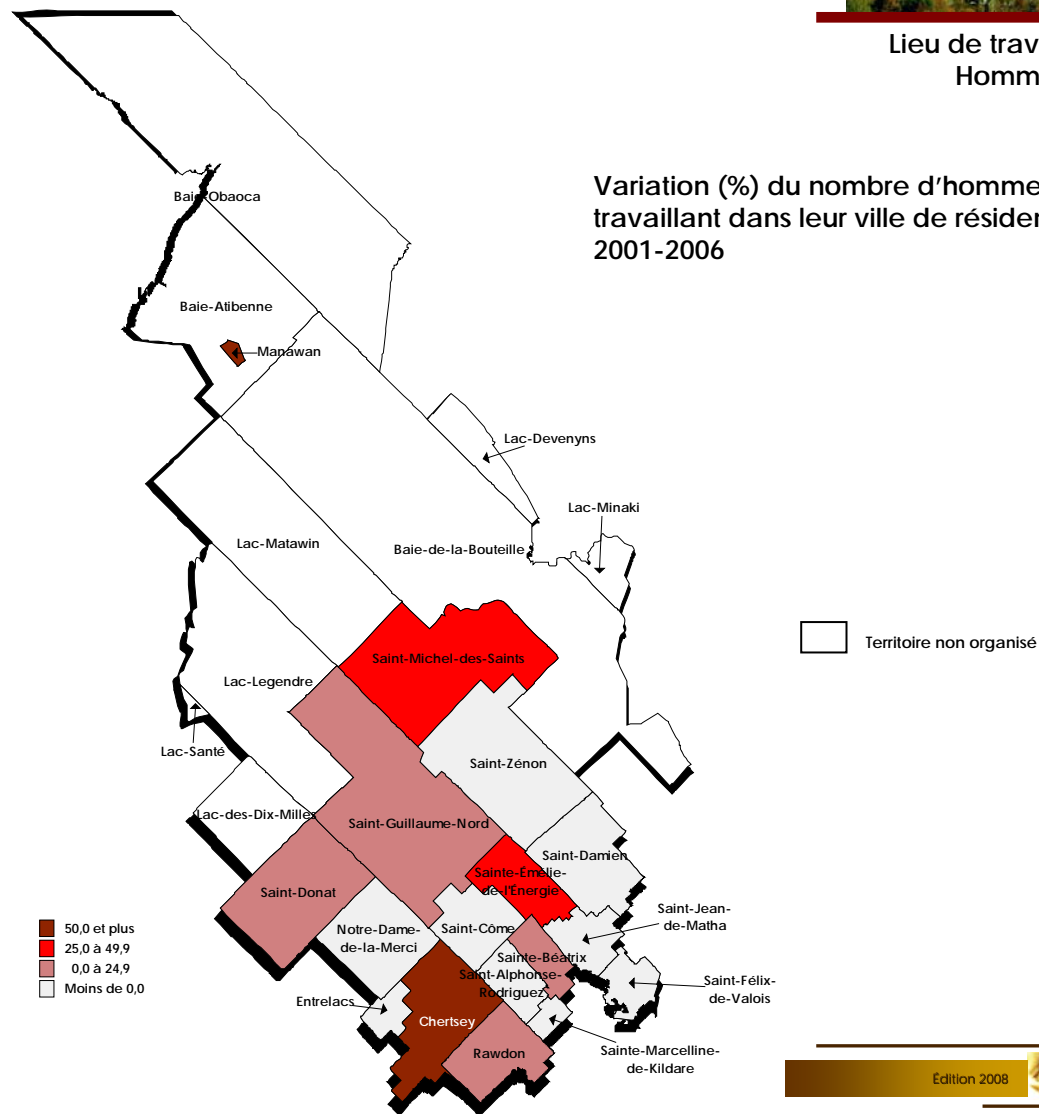 Lieu de trav
Homm
Variation (%) du nombre d'homme
travaillant dans leur ville de résider
2001-2006
Baie-Obaoca
Baie-Atibenne
Manawan
Lac-Devenyns
Lac-Minaki
Lac-Matawin
Baie-de-la-Bouteille
Territoire non organisé
Saint-Michel-des-Saints
Lac-Legendre
Lac-Santé
Saint-Zénon
Lac-des-Dix-Milles
Saint-Guillaume-Nord
Saint-Damien
Sainte-Émélie-
de-l'Énergie
Saint-Donat
Saint-Jean-
de-Matha
50,0 et plus
25,0 à 49,9
0,0 à 24,9
Moins de 0,0
Notre-Dame-
de-la-Merci
Saint-Côme
Sainte-Béatrix
Saint-Alphonse-
Rodriguez
Saint-Félix-
de-Valois
Entrelacs
Chertsey
Rawdon
Sainte-Marcelline-
de-Kildare
Édition 2008